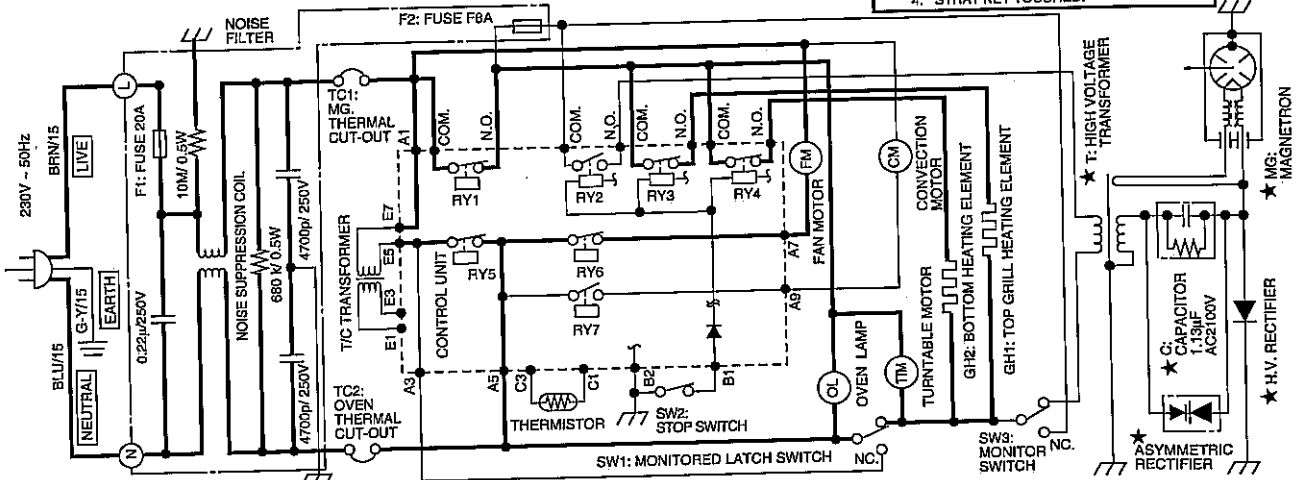 4. STRAT KEY TOUCHED.
NOISE
FILTER
F2: FUSE F8A
230V ~ 50Hz
BRN/15
LIVE
L
F1: FUSE 20A
10M/ 0.5W
4700p/ 250V
TC1:
MG.
THERMAL
CUT-OUT
A1
COM.
N.O.
COM.
N.O.
COM.
N.O.
COM.
N.O.
RY1
RY2
RY3
RY4
FM
FAN MOTOR
CM
CONVECTION
MOTOR
GH2: BOTTOM HEATING ELEMENT
GH1: TOP GRILL HEATING ELEMENT
★ T: HIGH VOLTAGE
TRANSFORMER
★ MG:
MAGNETRON
G-Y/15
EARTH
BLU/15
NEUTRAL
N
0.22µ/250V
NOISE SUPPRESSION COIL
680 k/ 0.5W
4700p/ 250V
T/C TRANSFORMER
E7
E5
E3
E1
CONTROL UNIT
RY5
RY6
RY7
A7
A9
A3
A5
C3
C1
B2
B1
THERMISTOR
SW2:
STOP SWITCH
TC2:
OVEN
THERMAL
CUT-OUT
OL
OVEN LAMP
TTM
TURNTABLE MOTOR
SW1: MONITORED LATCH SWITCH
NC.
SW3:
MONITOR
SWITCH
NC.
★ C:
CAPACITOR
1.13µF
AC2100V
★ H.V. RECTIFIER
★
ASYMMETRIC
RECTIFIER